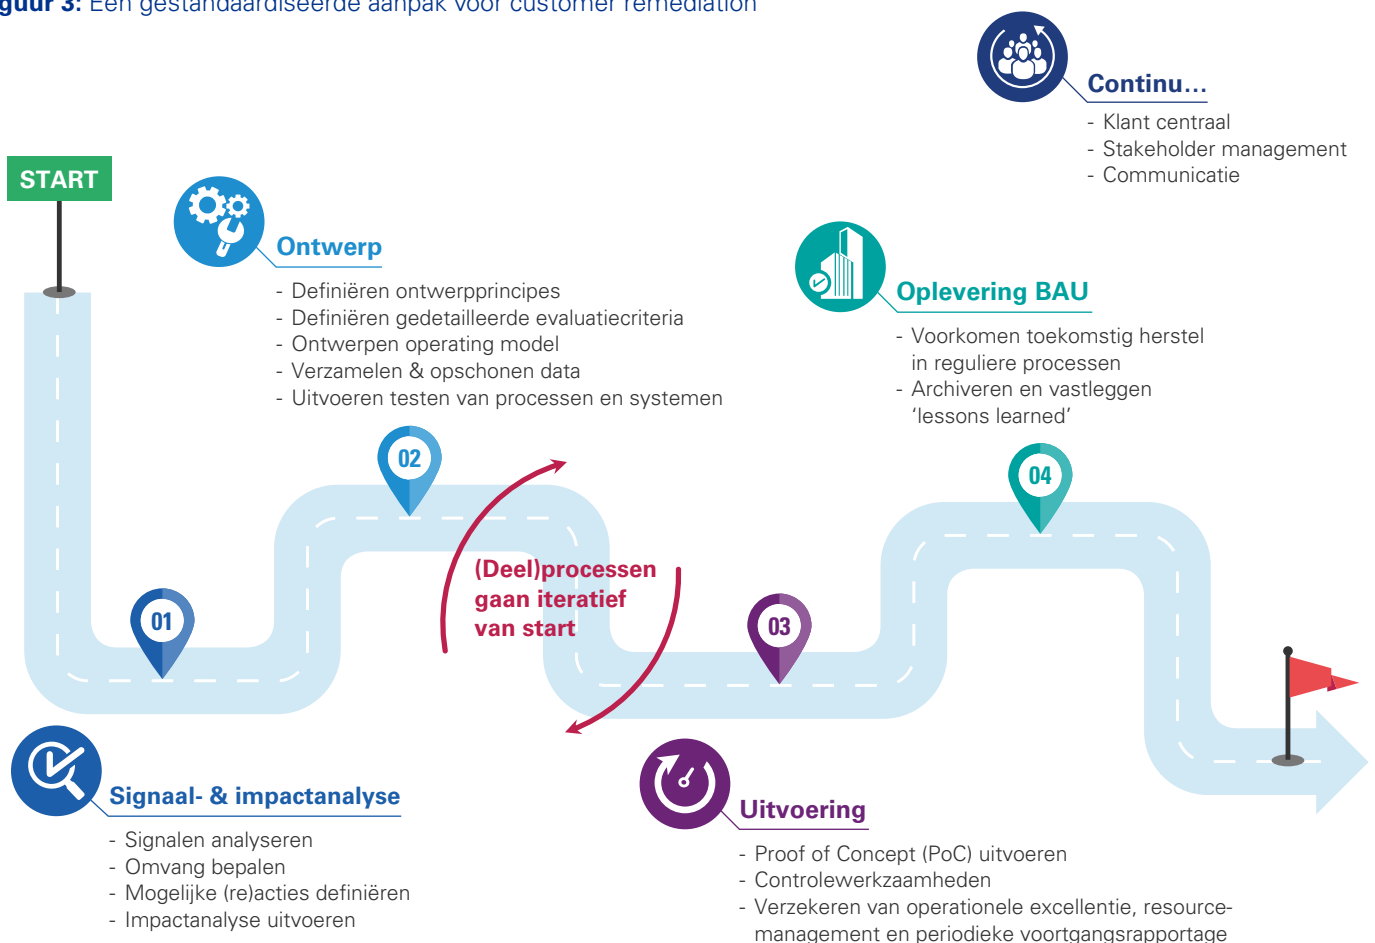 guur 3: Een gestandaardiseerde aanpak voor customer remediation
Continu...
- Klant centraal
- Stakeholder management
- Communicatie
START
Ontwerp
- Definiëren ontwerpprincipes
- Definiëren gedetailleerde evaluatiecriteria
- Ontwerpen operating model
- Verzamelen & opschonen data
- Uitvoeren testen van processen en systemen
Oplevering BAU
- Voorkomen toekomstig herstel
in reguliere processen
- Archiveren en vastleggen
‘lessons learned’
02
04
(Deel)processen
gaan iteratief
van start
01
03
Signaal- & impactanalyse
- Signalen analyseren
- Omvang bepalen
- Mogelijke (re)acties definiëren
- Impactanalyse uitvoeren
Uitvoering
- Proof of Concept (PoC) uitvoeren
- Controlewerkzaamheden
- Verzekeren van operationele excellentie, resource-
management en periodieke voortgangsrapportage